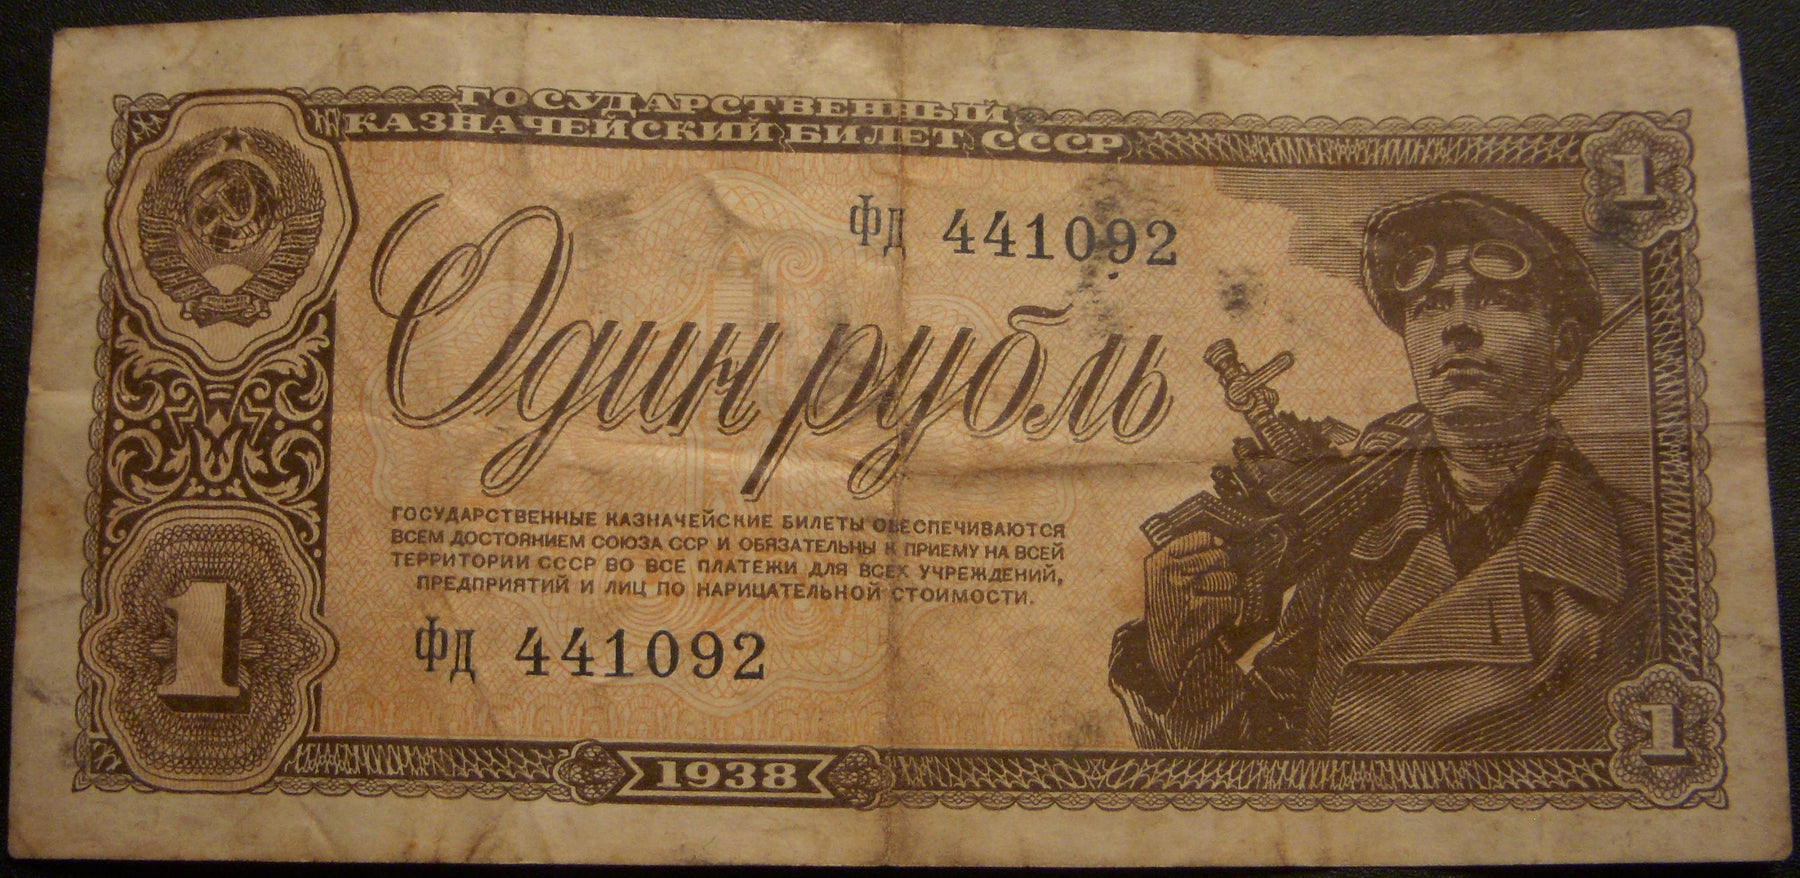 ГОСУДАРСТВЕННЫЙ
КАЗНАЧЕЙСКИЙ БИЛЕТ СССР
1
фд 441092
Один рубль
ГОСУДАРСТВЕННЫЕ КАЗНАЧЕЙСКИЕ БИЛЕТЫ ОБЕСПЕЧИВАЮТСЯ
ВСЕМ ДОСТОЯНИЕМ СОЮЗА ССР И ОБЯЗАТЕЛЬНЫ К ПРИЕМУ НА ВСЕЙ
ТЕРРИТОРИИ СССР ВО ВСЕ ПЛАТЕЖИ ДЛЯ ВСЕХ УЧРЕЖДЕНИЙ,
ПРЕДПРИЯТИЙ И ЛИЦ ПО НАРИЦАТЕЛЬНОЙ СТОИМОСТИ.
1
фд 441092
1
1938